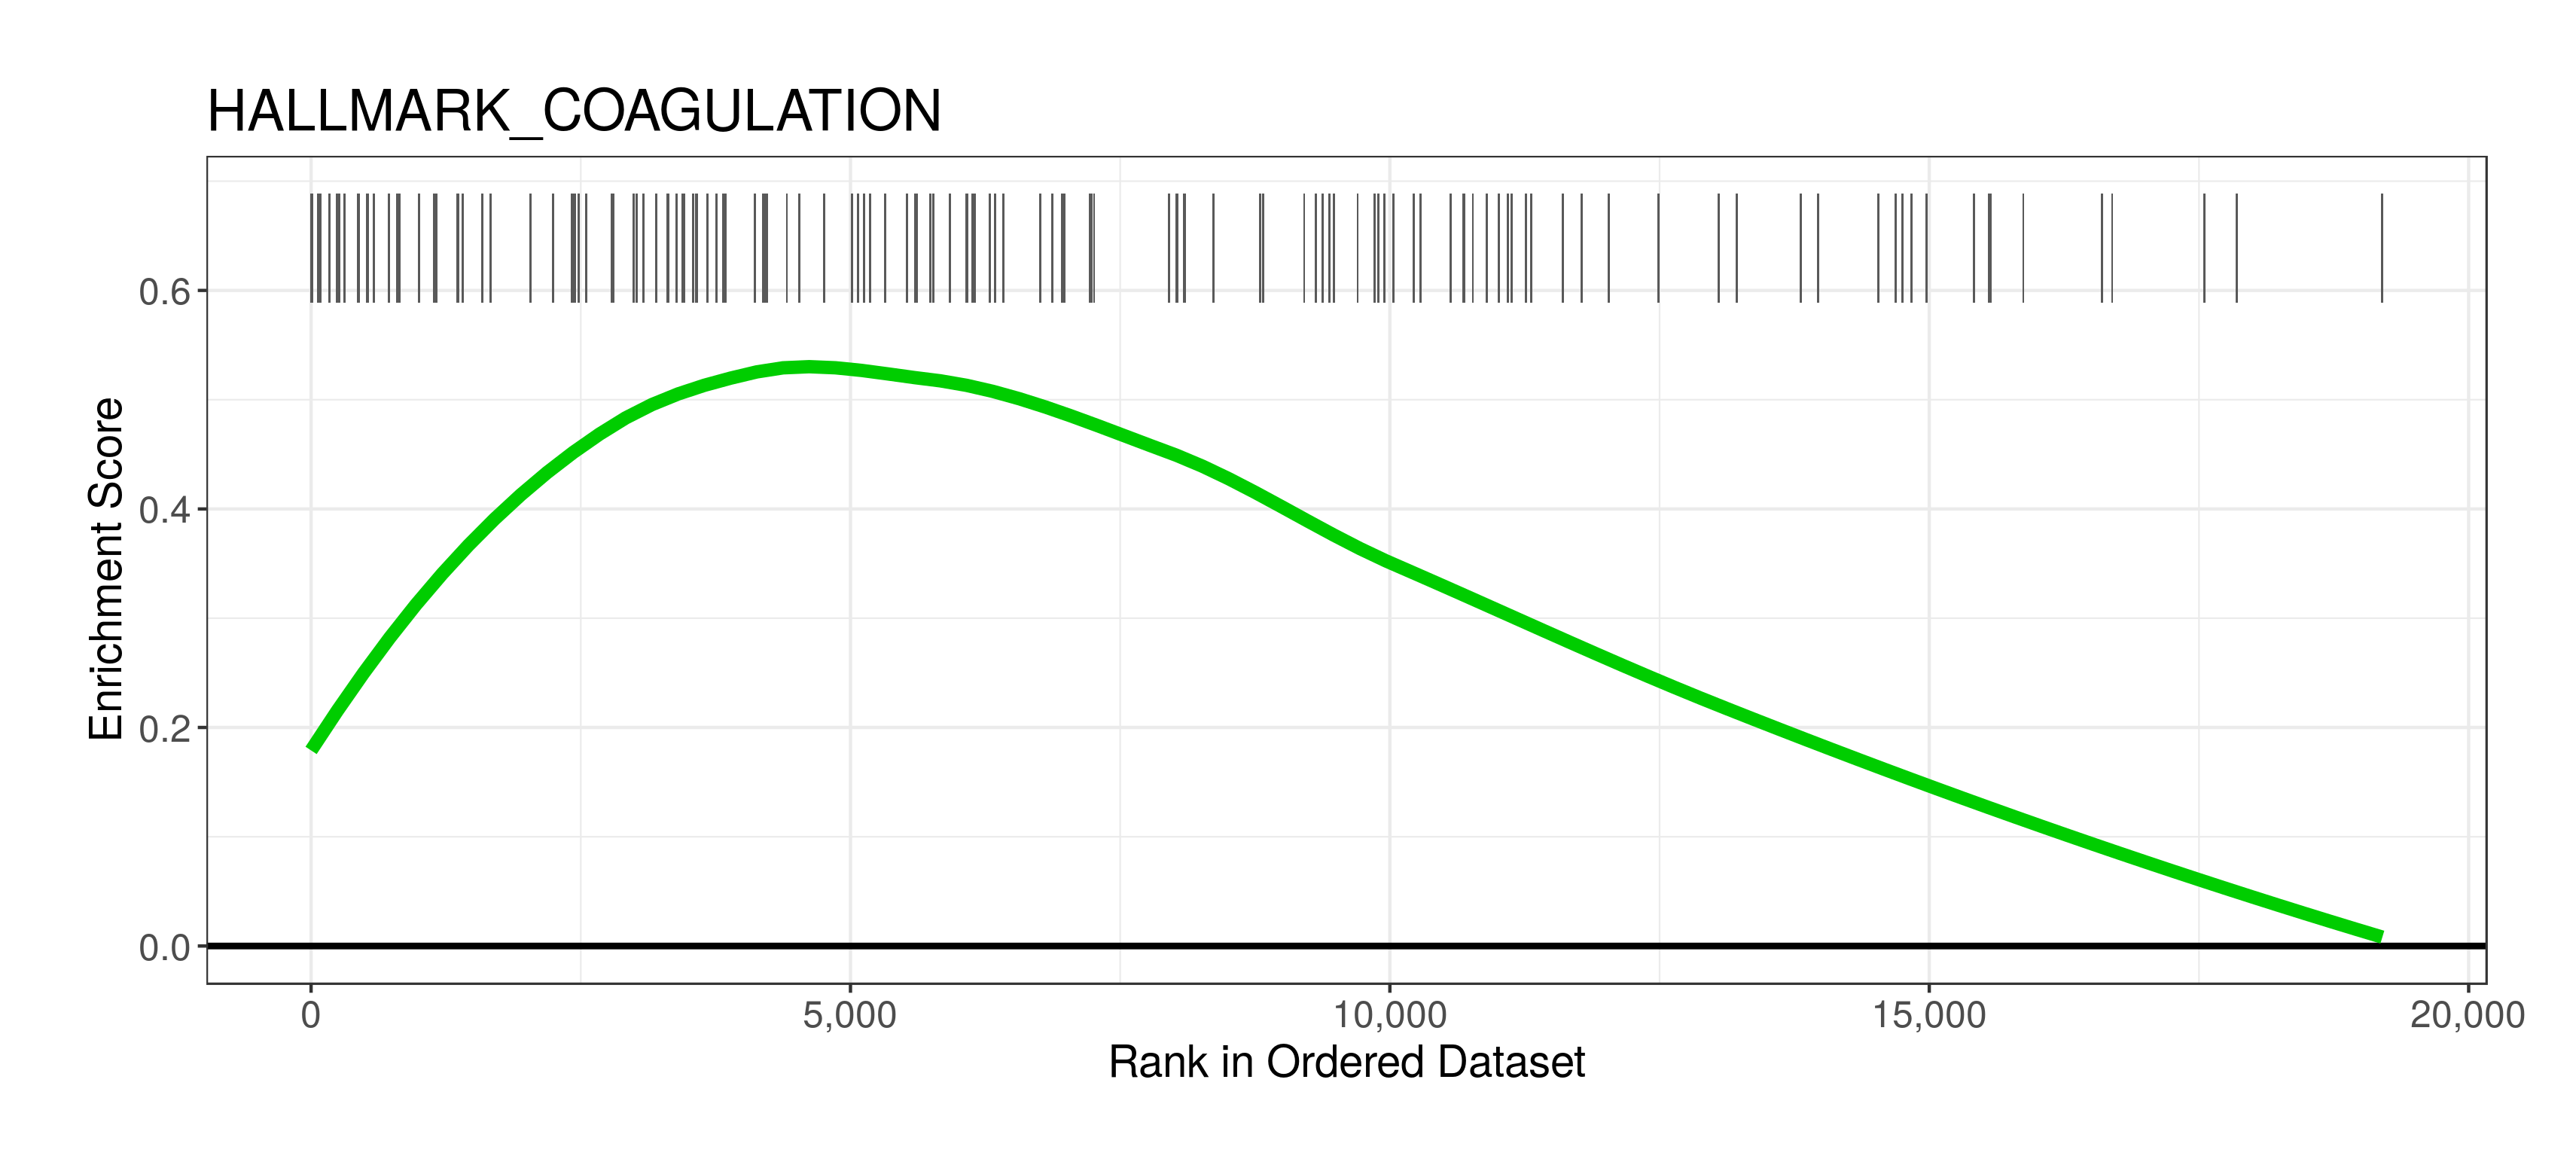 HALLMARK_COAGULATION
Enrichment Score
0.6
0.4
0.2
0.0
0 5,000 10,000 15,000 20,000
Rank in Ordered Dataset